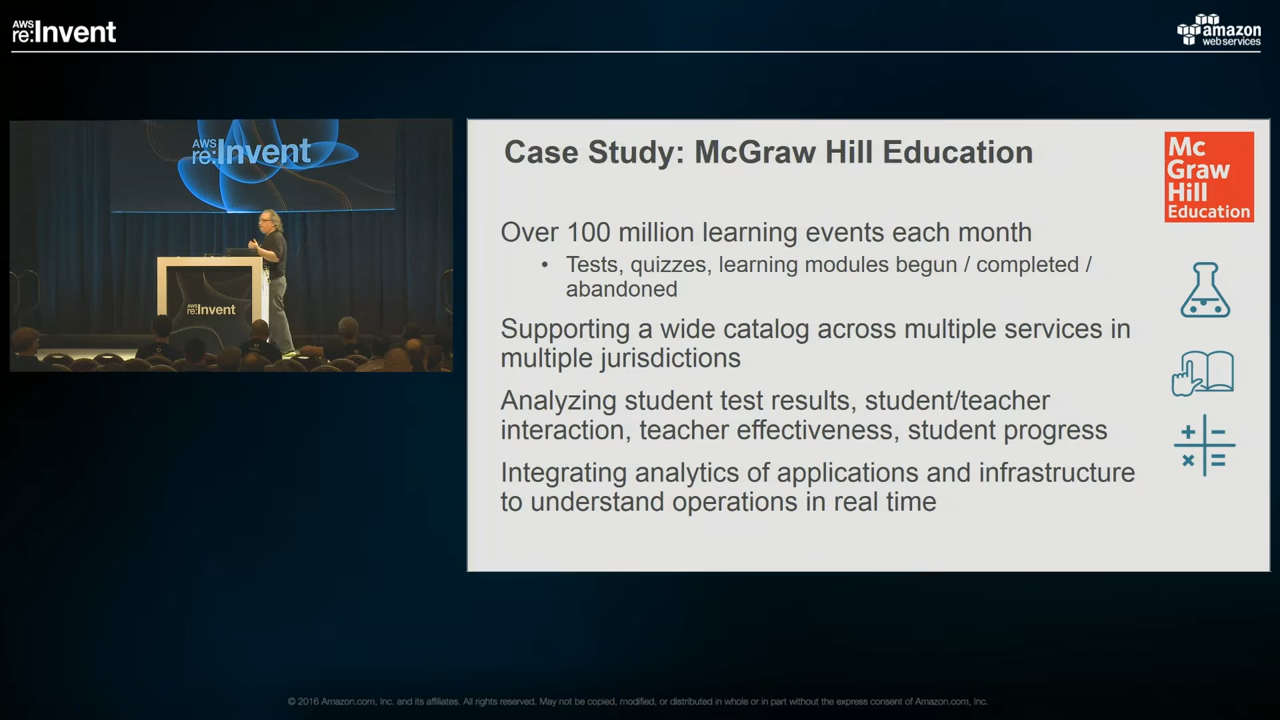 AWS
re:Invent
amazon
web services
AWS
re:Invent
AWS
re:Invent
Case Study: McGraw Hill Education
Mc
Graw
Hill
Education
Over 100 million learning events each month
• Tests, quizzes, learning modules begun / completed /
abandoned
Supporting a wide catalog across multiple services in
multiple jurisdictions
Analyzing student test results, student/teacher
interaction, teacher effectiveness, student progress
Integrating analytics of applications and infrastructure
to understand operations in real time
+ −
× =
© 2016 Amazon.com, Inc. and its affiliates. All rights reserved. May not be copied, modified, or distributed in whole or in part without the express consent of Amazon.com, Inc.